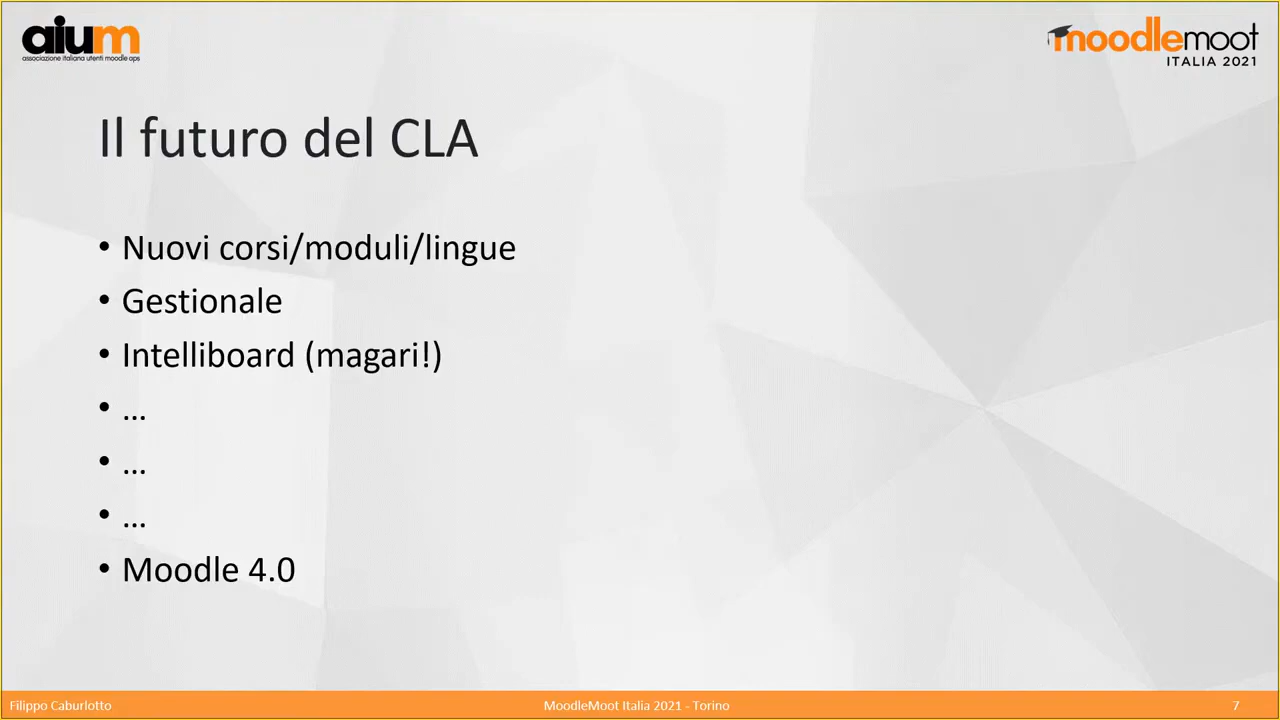 aium
associazione italiana utenti moodle aps
moodlemoot
ITALIA 2021
Il futuro del CLA
• Nuovi corsi/moduli/lingue
• Gestionale
• Intelliboard (magari!)
• ...
• ...
• ...
• Moodle 4.0
Filippo Caburlotto
MoodleMoot Italia 2021 - Torino
7